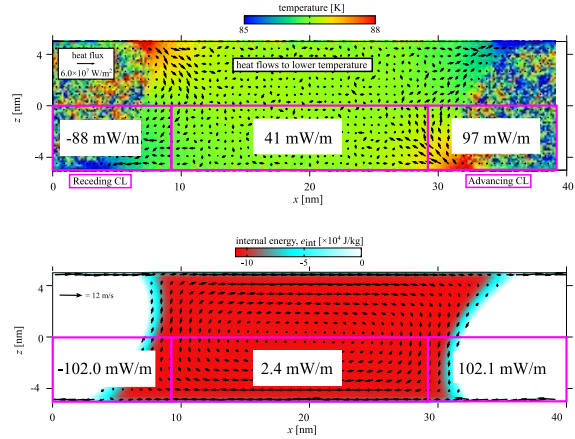 temperature [K]
85
88
heat flux
6.0×10⁷ W/m²
heat flows to lower temperature
z [nm]
4
0
-4
-88 mW/m
41 mW/m
97 mW/m
0
10
20
30
40
Receding CL
x [nm]
Advancing CL
internal energy, eint [×10⁴ J/kg]
-10
-5
0
= 12 m/s
z [nm]
4
0
-4
-102.0 mW/m
2.4 mW/m
102.1 mW/m
0
10
20
30
40
x [nm]